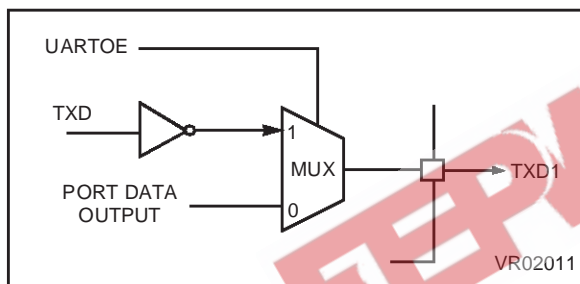 UARTOE
TXD
1
MUX
TXD1
PORT DATA
OUTPUT
0
VR02011